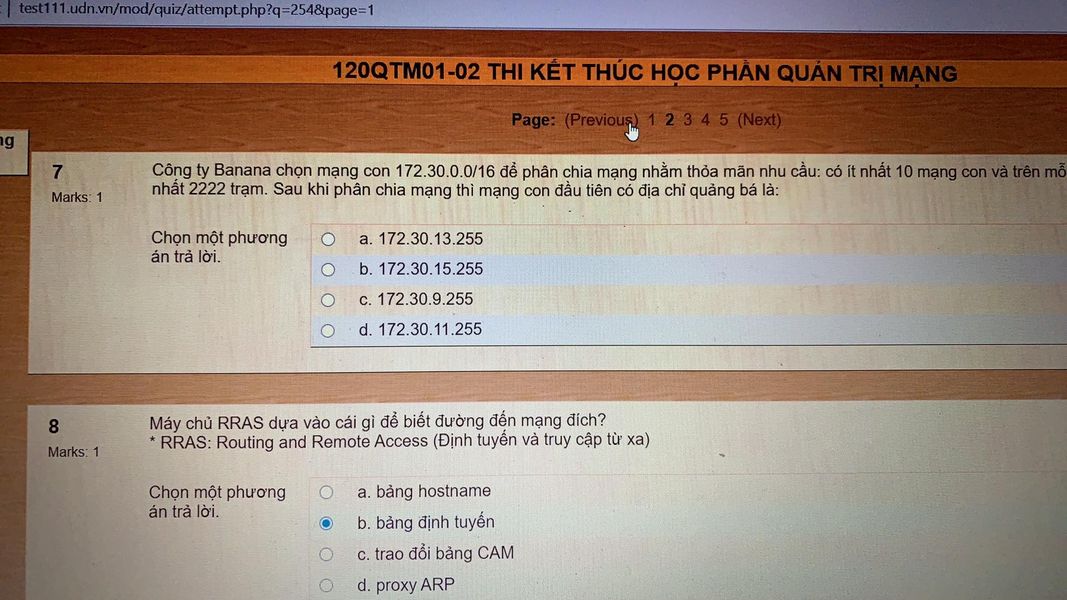 test111.udn.vn/mod/quiz/attempt.php?q=254&page=1
120QTM01-02 THI KẾT THÚC HỌC PHẦN QUẢN TRỊ MẠNG
Page: (Previous) 1 2 3 4 5 (Next)
ng
7
Marks: 1
Công ty Banana chọn mạng con 172.30.0.0/16 để phân chia mạng nhằm thỏa mãn nhu cầu: có ít nhất 10 mạng con và trên mỗ
nhất 2222 trạm. Sau khi phân chia mạng thì mạng con đầu tiên có địa chỉ quảng bá là:
Chọn một phương
án trả lời.
a. 172.30.13.255
b. 172.30.15.255
c. 172.30.9.255
d. 172.30.11.255
8
Marks: 1
Máy chủ RRAS dựa vào cái gì để biết đường đến mạng đích?
* RRAS: Routing and Remote Access (Định tuyến và truy cập từ xa)
Chọn một phương
án trả lời.
a. bảng hostname
b. bảng định tuyến
c. trao đổi bảng CAM
d. proxy ARP